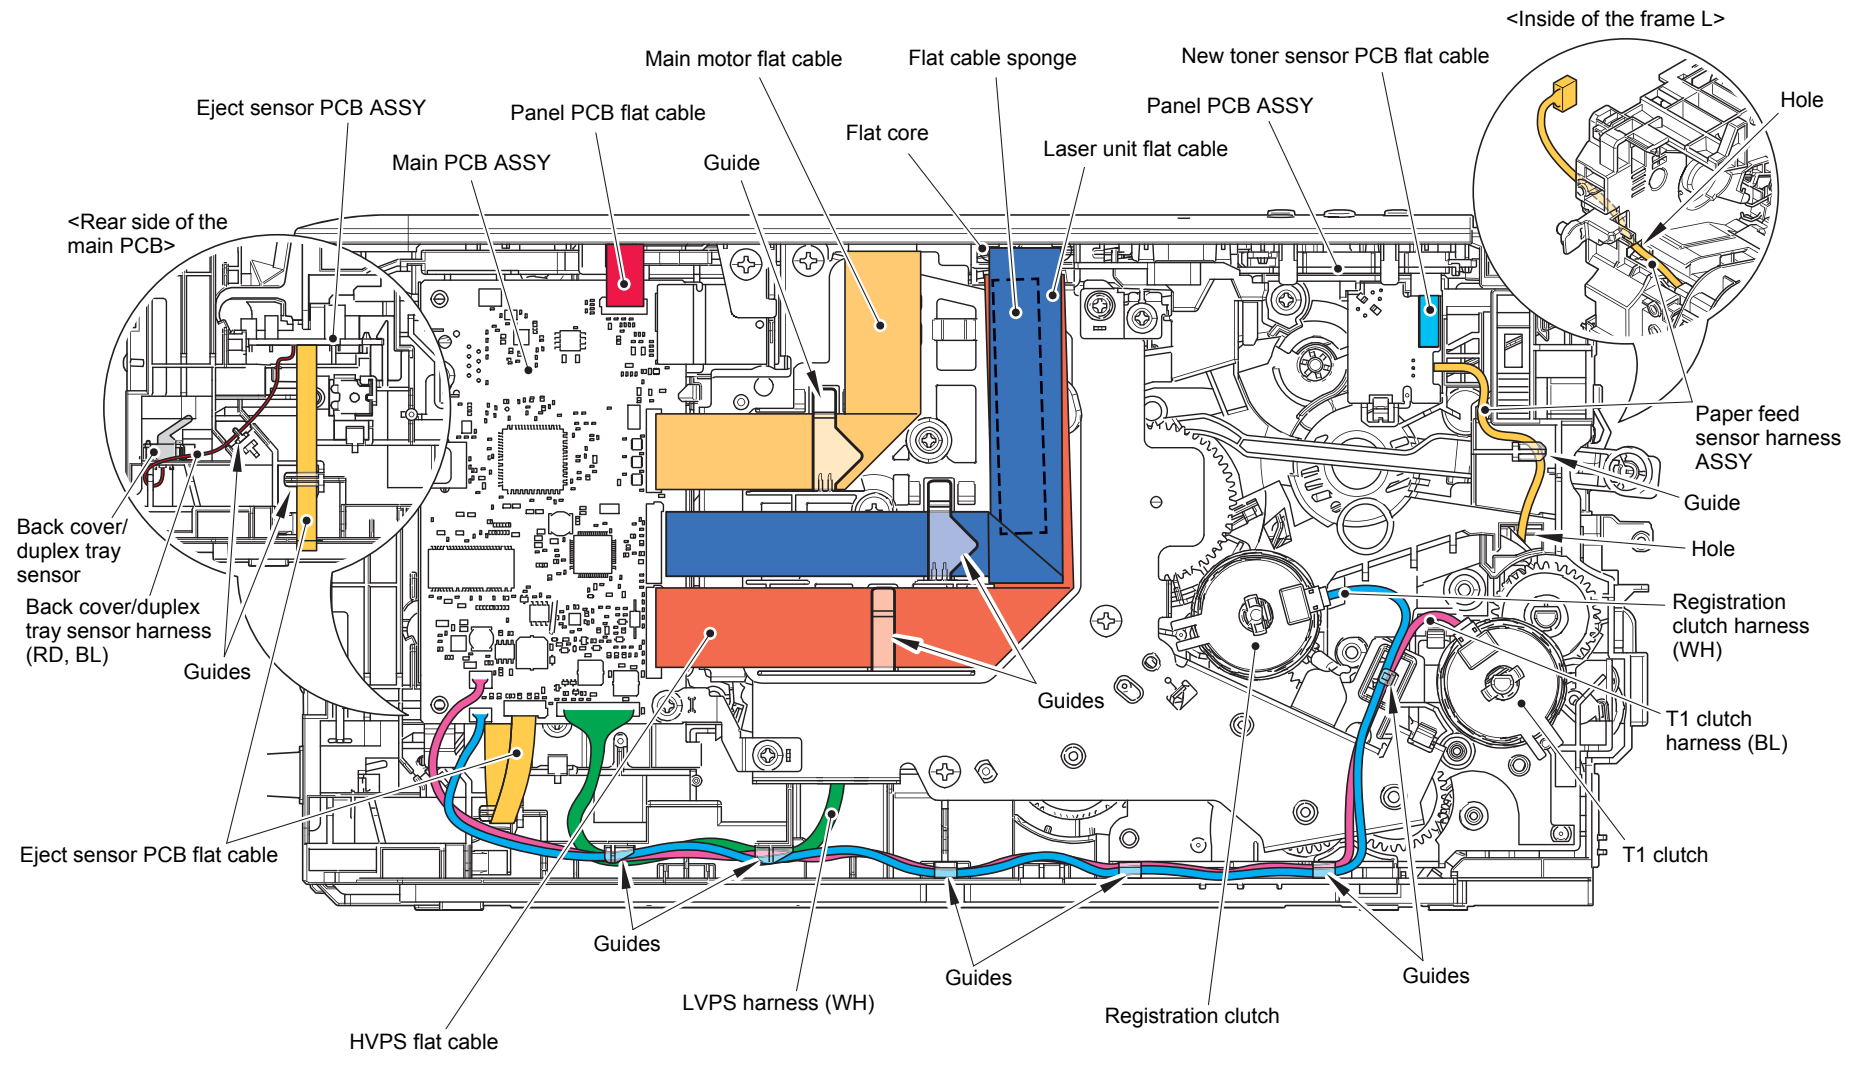 <Inside of the frame L>
Main motor flat cable
Flat cable sponge
New toner sensor PCB flat cable
Eject sensor PCB ASSY
Panel PCB flat cable
Panel PCB ASSY
Hole
Flat core
Main PCB ASSY
Guide
Laser unit flat cable
<Rear side of the
main PCB>
Paper feed
sensor harness
ASSY
Guide
Back cover/
duplex tray
sensor
Hole
Back cover/duplex
tray sensor harness
(RD, BL)
Registration
clutch harness
(WH)
Guides
Guides
T1 clutch
harness (BL)
Eject sensor PCB flat cable
T1 clutch
Guides
Guides
Guides
LVPS harness (WH)
Registration clutch
HVPS flat cable